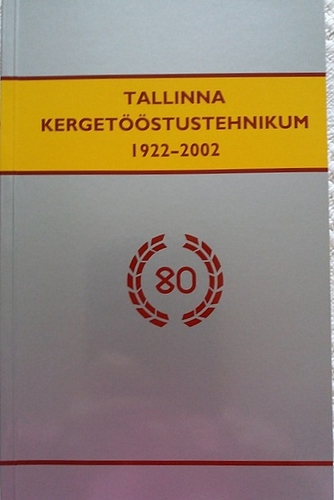 TALLINNA
KERGETÖÖSTUSTEHNIKUM
1922–2002
80